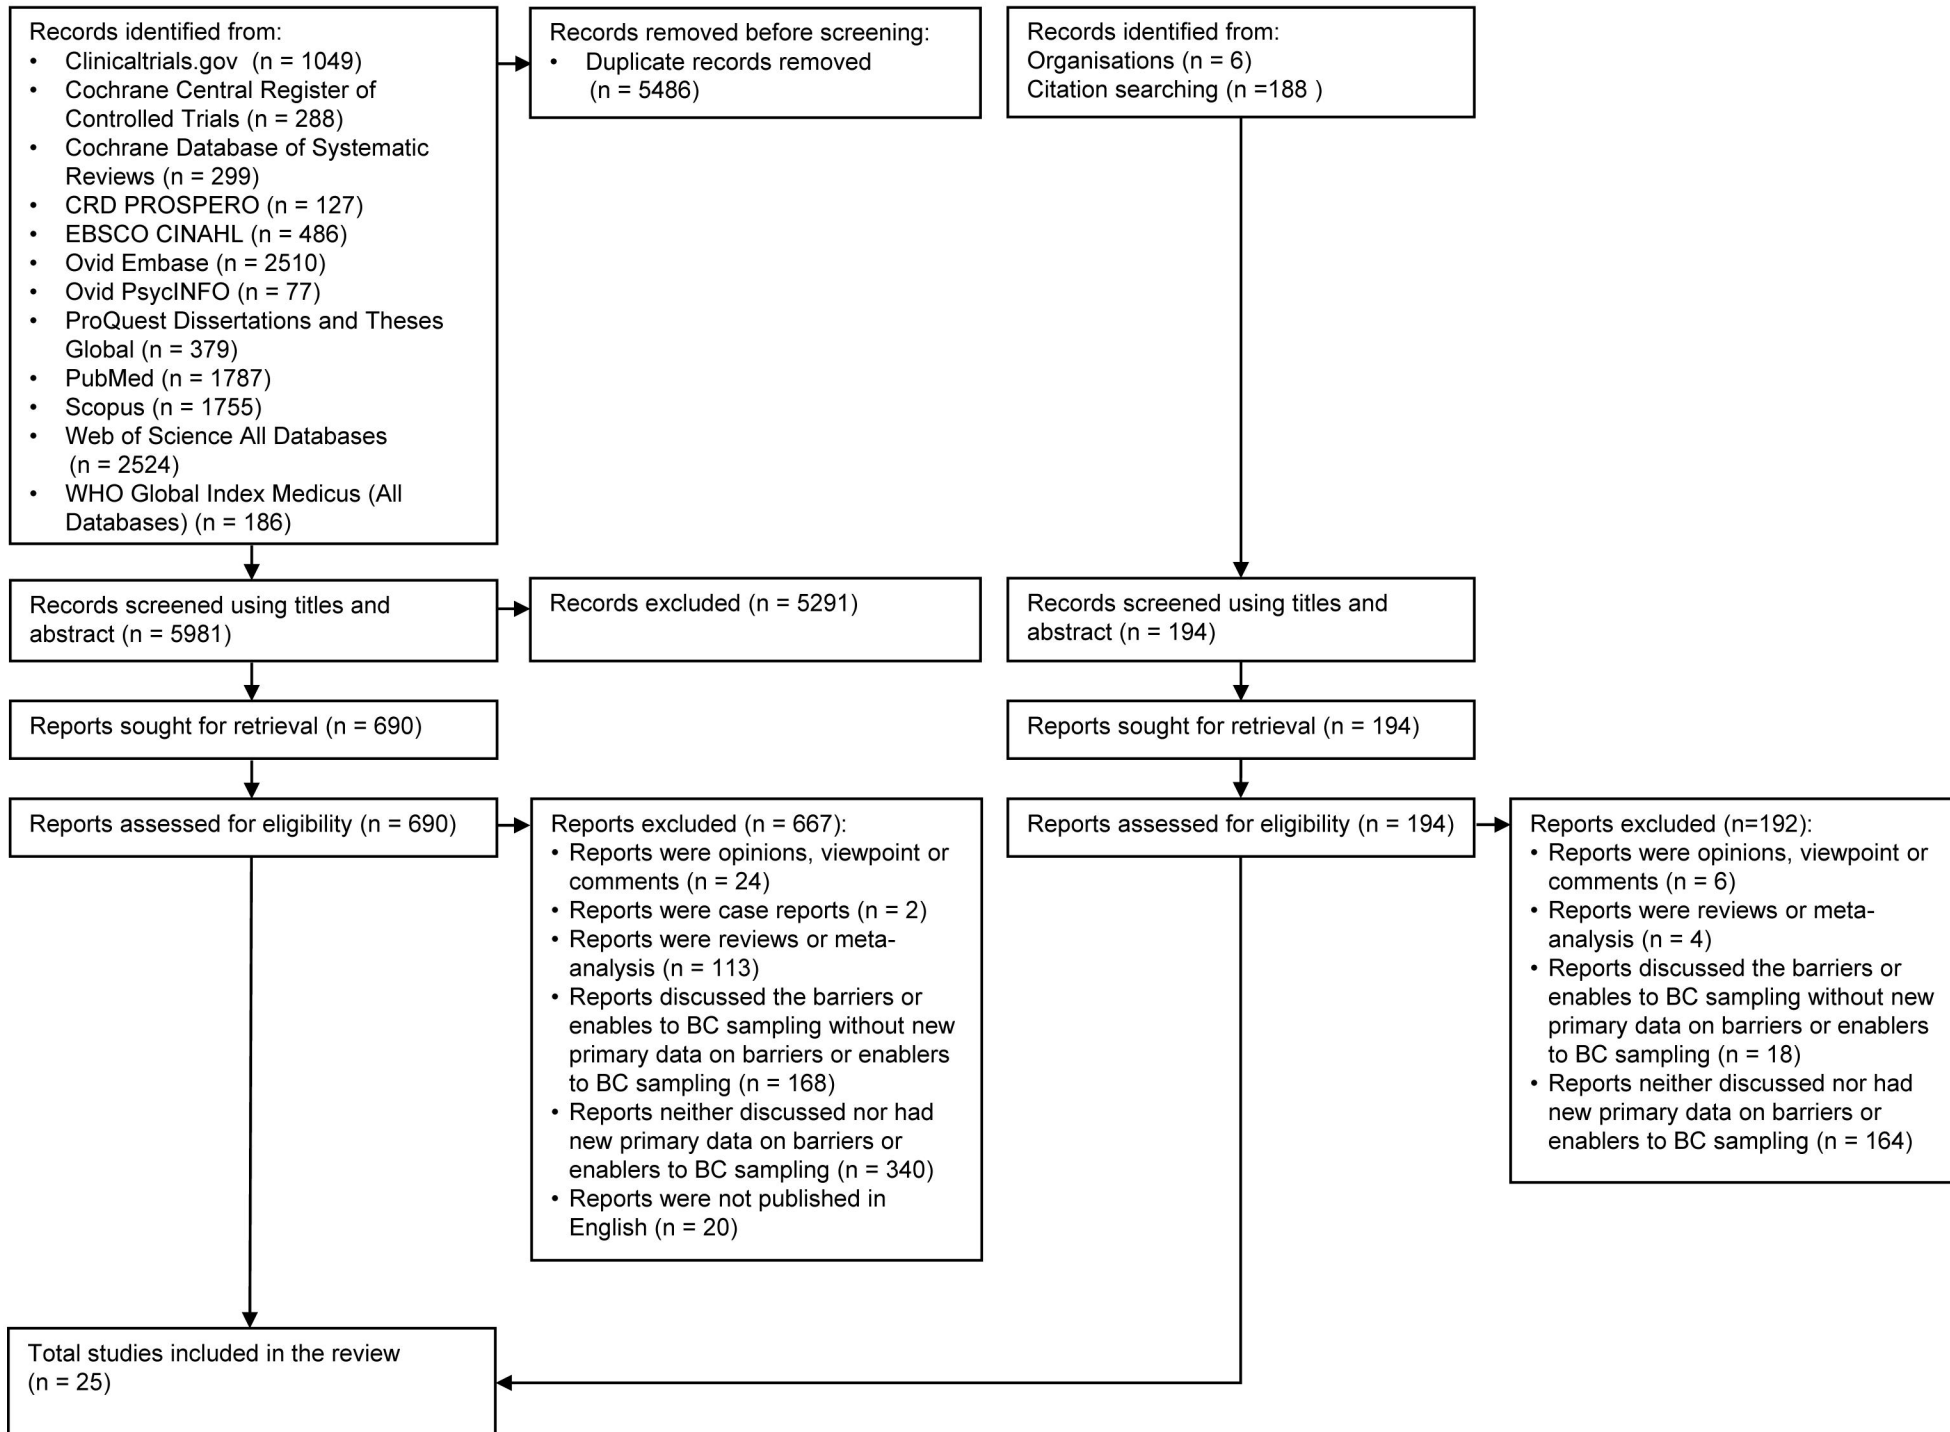 Records identified from:
• Clinicaltrials.gov  (n = 1049)
• Cochrane Central Register of
Controlled Trials (n = 288)
• Cochrane Database of Systematic
Reviews (n = 299)
• CRD PROSPERO (n = 127)
• EBSCO CINAHL (n = 486)
• Ovid Embase (n = 2510)
• Ovid PsycINFO (n = 77)
• ProQuest Dissertations and Theses
Global (n = 379)
• PubMed (n = 1787)
• Scopus (n = 1755)
• Web of Science All Databases
(n = 2524)
• WHO Global Index Medicus (All
Databases) (n = 186)
Records removed before screening:
• Duplicate records removed
(n = 5486)
Records identified from:
Organisations (n = 6)
Citation searching (n =188 )
Records screened using titles and
abstract (n = 5981)
Records excluded (n = 5291)
Records screened using titles and
abstract (n = 194)
Reports sought for retrieval (n = 690)
Reports sought for retrieval (n = 194)
Reports assessed for eligibility (n = 690)
Reports excluded (n = 667):
• Reports were opinions, viewpoint or
comments (n = 24)
• Reports were case reports (n = 2)
• Reports were reviews or meta-
analysis (n = 113)
• Reports discussed the barriers or
enables to BC sampling without new
primary data on barriers or enablers
to BC sampling (n = 168)
• Reports neither discussed nor had
new primary data on barriers or
enablers to BC sampling (n = 340)
• Reports were not published in
English (n = 20)
Reports assessed for eligibility (n = 194)
Reports excluded (n=192):
• Reports were opinions, viewpoint or
comments (n = 6)
• Reports were reviews or meta-
analysis (n = 4)
• Reports discussed the barriers or
enables to BC sampling without new
primary data on barriers or enablers
to BC sampling (n = 18)
• Reports neither discussed nor had
new primary data on barriers or
enablers to BC sampling (n = 164)
Total studies included in the review
(n = 25)